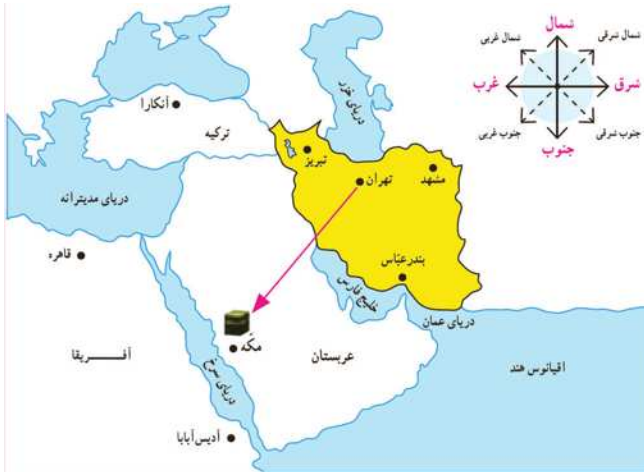 شمال
شمال شرقی
شمال غربی
شرق
غرب
جنوب شرقی
جنوب غربی
جنوب
دریای خزر
آنکارا
ترکیه
تبریز
تهران
مشهد
دریای مدیترانه
قاهره
بندرعبّاس
خلیج فارس
دریای عمان
مکّه
عربستان
آفـــریقا
دریای سرخ
اقیانوس هند
آدیس‌آبابا